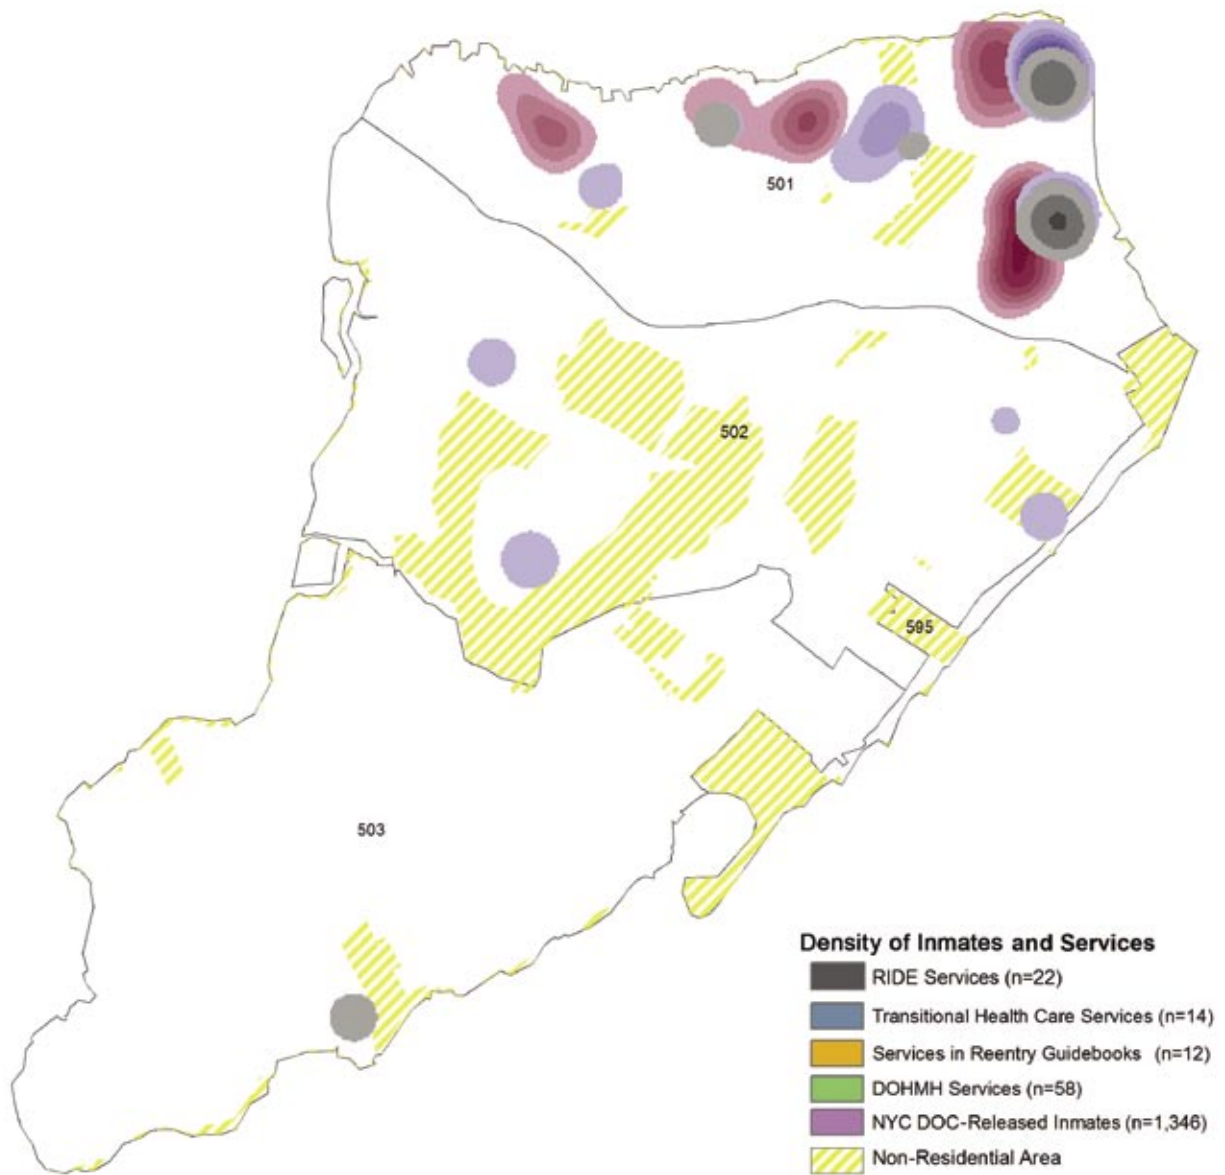 501
502
595
503
Density of Inmates and Services
RIDE Services (n=22)
Transitional Health Care Services (n=14)
Services in Reentry Guidebooks (n=12)
DOHMH Services (n=58)
NYC DOC-Released Inmates (n=1,346)
Non-Residential Area